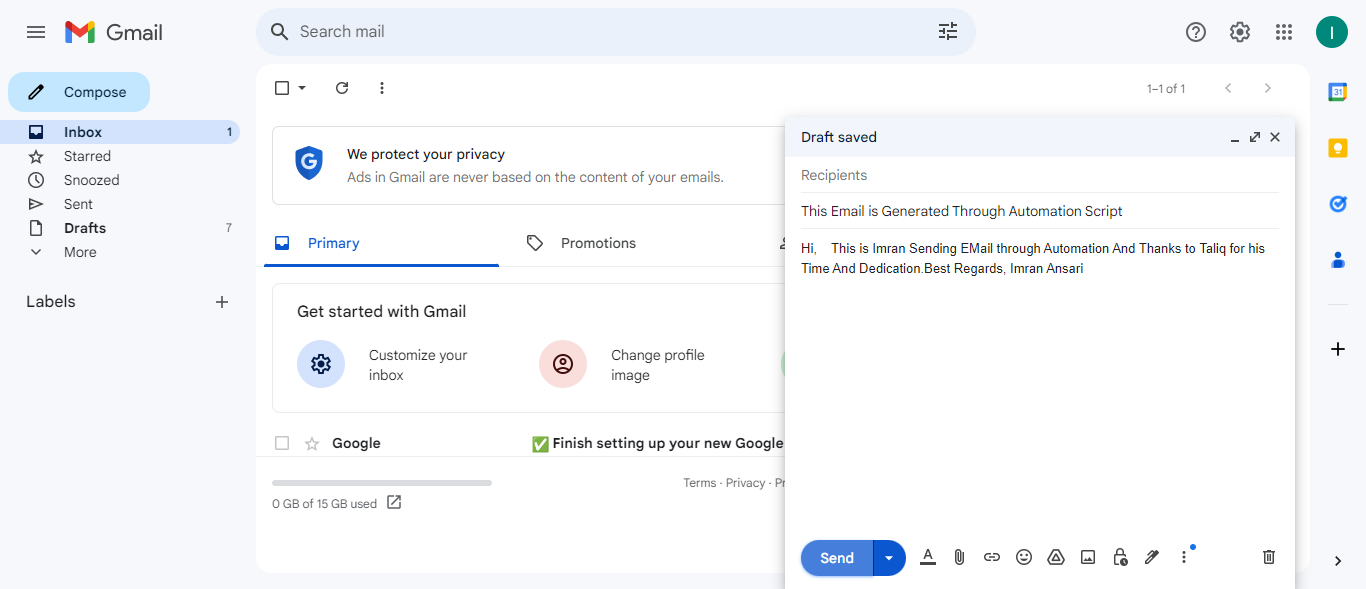 Gmail
Search mail
I
Compose
Inbox 1
Starred
Snoozed
Sent
Drafts 7
More
Labels
1–1 of 1
We protect your privacy
Ads in Gmail are never based on the content of your emails.
Primary
Promotions
Get started with Gmail
Customize your
inbox
Change profile
image
Google
✅ Finish setting up your new Google
0 GB of 15 GB used
Terms · Privacy ·
Draft saved
Recipients
This Email is Generated Through Automation Script
Hi, This is Imran Sending EMail through Automation And Thanks to Taliq for his
Time And Dedication.Best Regards, Imran Ansari
Send
31